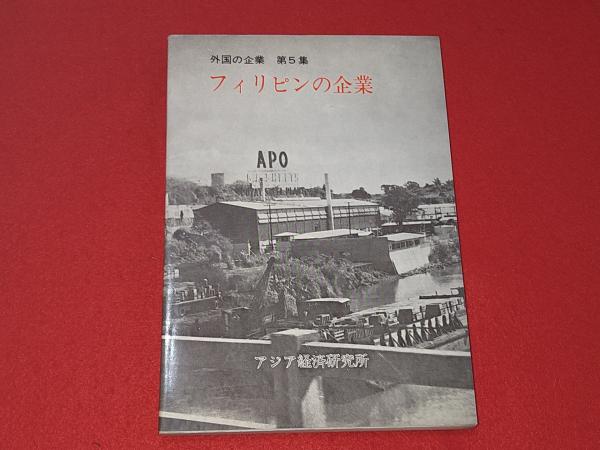 外国の企業 第5集
フィリピンの企業
APO
アジア経済研究所